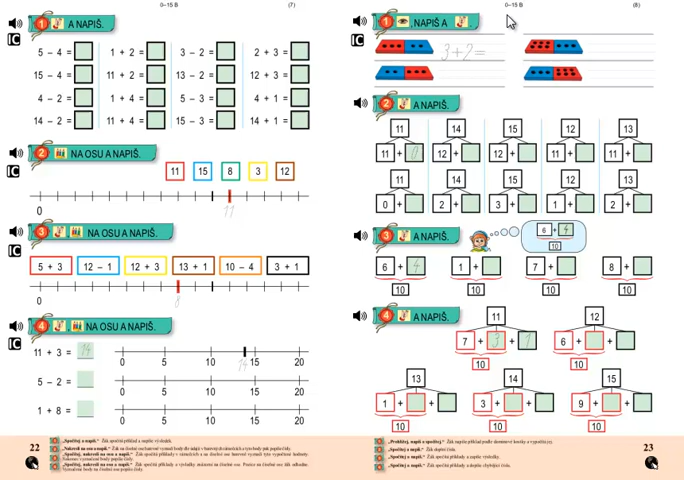 0–15 B (7)
1 A NAPIŠ.
5 – 4 = 1 + 2 = 3 – 2 = 2 + 3 =
15 – 4 = 11 + 2 = 13 – 2 = 12 + 3 =
4 – 2 = 1 + 4 = 5 – 3 = 4 + 1 =
14 – 2 = 11 + 4 = 15 – 3 = 14 + 1 =
2 NA OSU A NAPIŠ.
11 15 8 3 12
0
11
3 NA OSU A NAPIŠ.
5 + 3 12 – 1 12 + 3 13 + 1 10 – 4 3 + 1
0
8
4 NA OSU A NAPIŠ.
11 + 3 = 14
0 5 10 15 20
14
5 – 2 =
0 5 10 15 20
1 + 8 =
0 5 10 15 20
22
0–15 B (8)
1 NAPIŠ A
3+2=
2 A NAPIŠ.
11 14 15 12 13
11 + 0 12 + 12 + 11 + 11 +
11 14 15 12 13
0 + 2 + 3 + 1 + 2 +
3 A NAPIŠ.
6 + 4
10
6 + 4 1 + 7 + 8 +
10 10 10 10
4 A NAPIŠ.
11 12
7 + 3 + 1 6 + +
10 10
13 14 15
1 + + 3 + + 9 + +
10 10 10
23